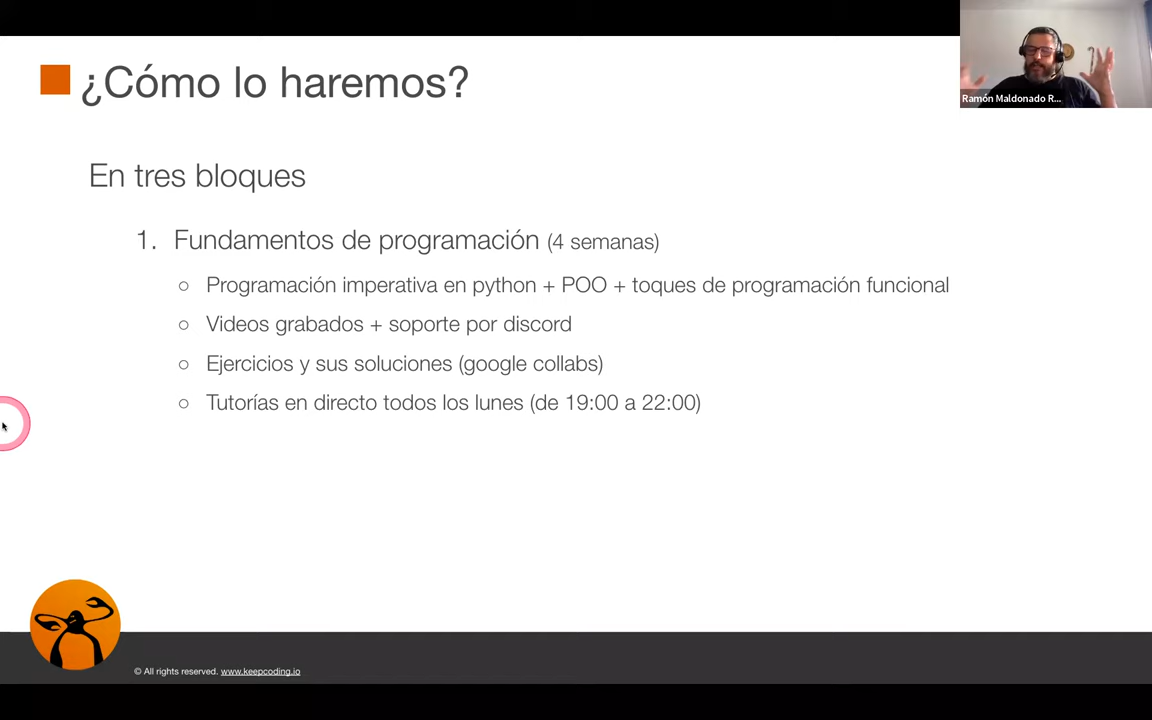 ¿Cómo lo haremos?
Ramón Maldonado R...
En tres bloques
1. Fundamentos de programación (4 semanas)
○ Programación imperativa en python + POO + toques de programación funcional
○ Videos grabados + soporte por discord
○ Ejercicios y sus soluciones (google collabs)
○ Tutorías en directo todos los lunes (de 19:00 a 22:00)
© All rights reserved. www.keepcoding.io